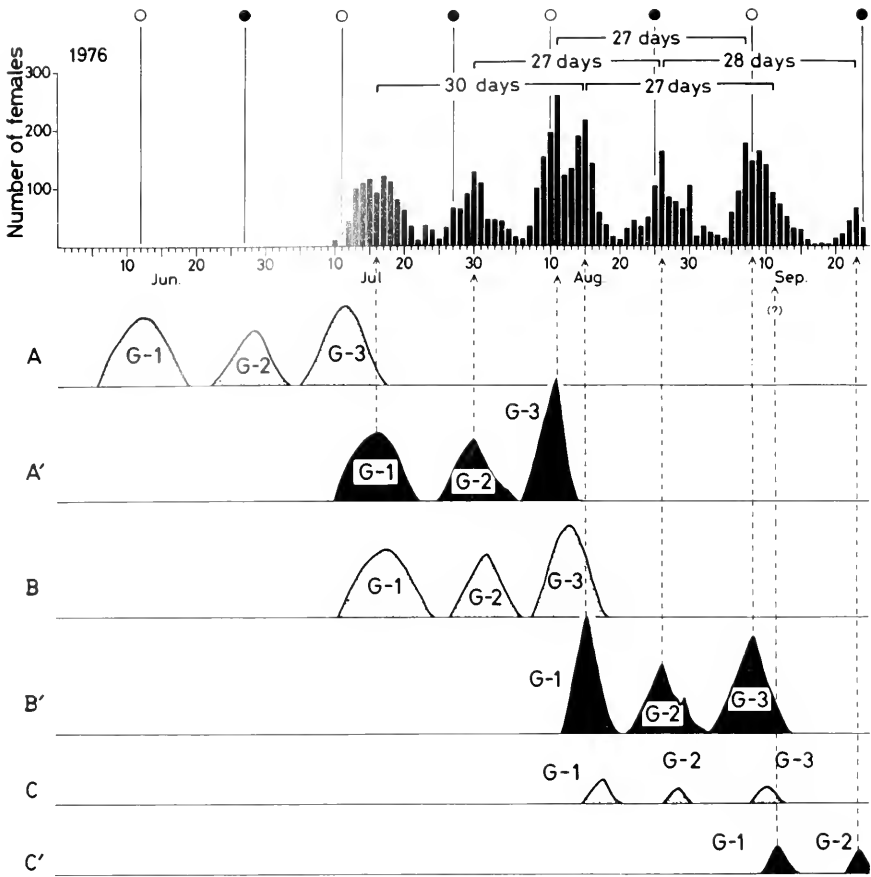 1976
27 days
27 days
28 days
30 days
27 days
Number of females
300
200
100
10 20 30 10 20 30 10 20 30 10 20
Jun. Jul Aug. Sep.
(?)
A G-1 G-2 G-3
A′ G-1 G-2 G-3
B G-1 G-2 G-3
B′ G-1 G-2 G-3
C G-1 G-2 G-3
C′ G-1 G-2